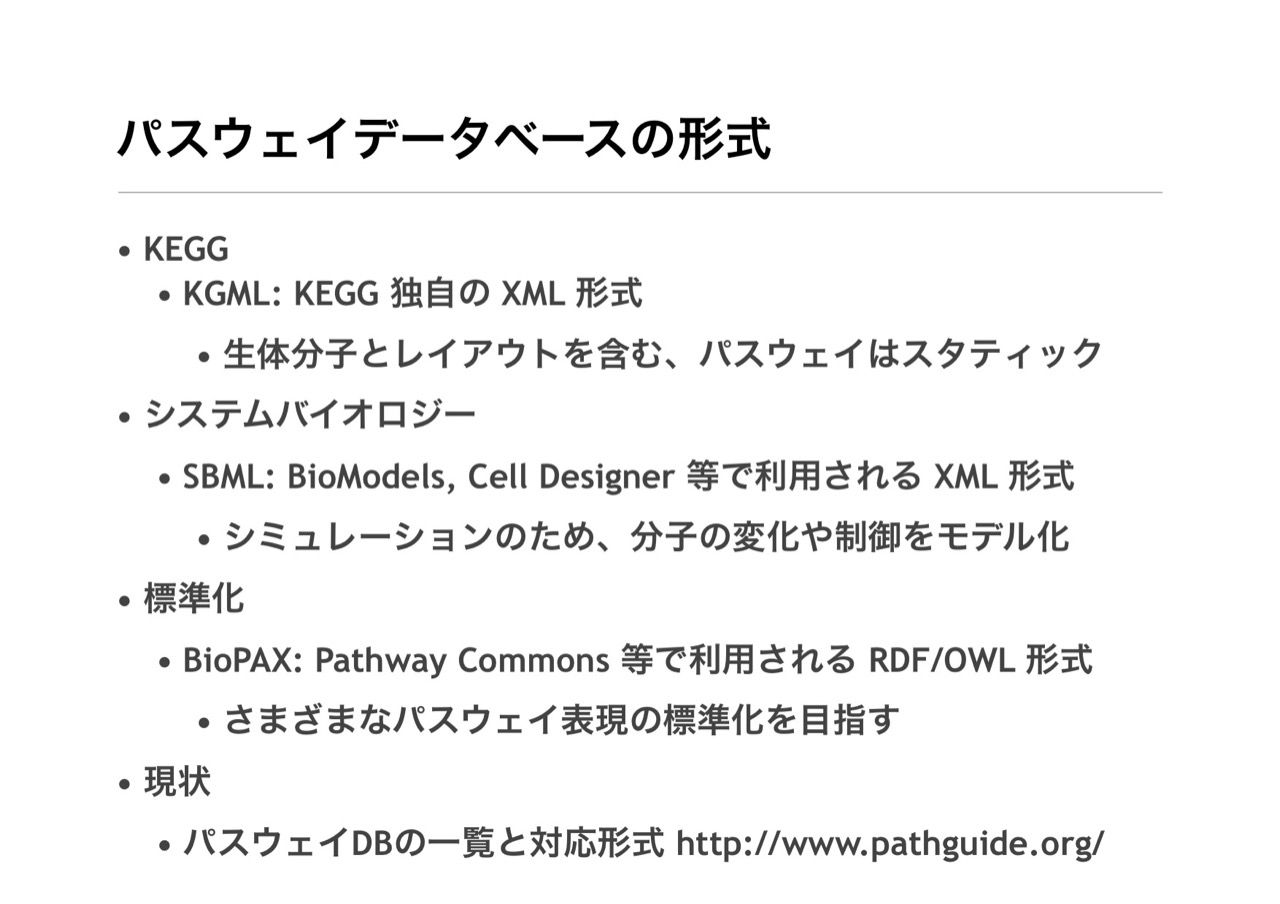 パスウェイデータベースの形式
• KEGG
• KGML: KEGG 独自の XML 形式
• 生体分子とレイアウトを含む、パスウェイはスタティック
• システムバイオロジー
• SBML: BioModels, Cell Designer 等で利用される XML 形式
• シミュレーションのため、分子の変化や制御をモデル化
• 標準化
• BioPAX: Pathway Commons 等で利用される RDF/OWL 形式
• さまざまなパスウェイ表現の標準化を目指す
• 現状
• パスウェイDBの一覧と対応形式 http://www.pathguide.org/